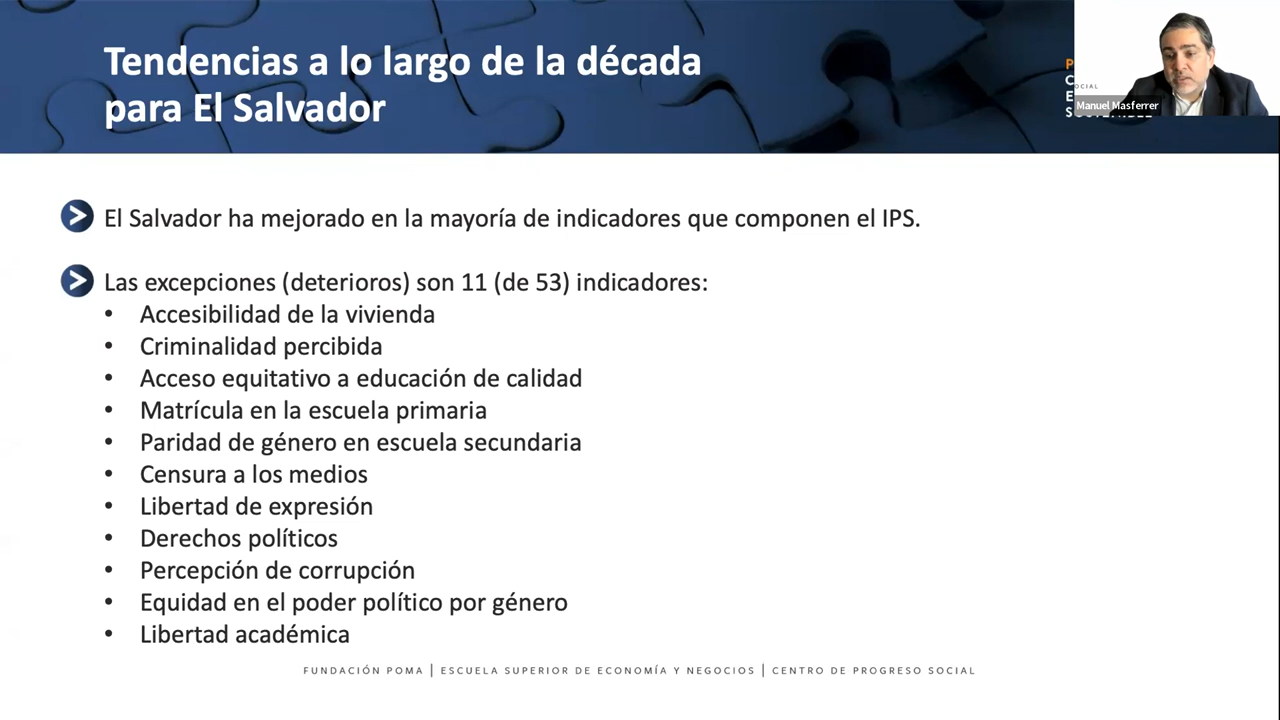 Tendencias a lo largo de la década
para El Salvador
OCIAL
Manuel Masferrer
El Salvador ha mejorado en la mayoría de indicadores que componen el IPS.
Las excepciones (deterioros) son 11 (de 53) indicadores:
• Accesibilidad de la vivienda
• Criminalidad percibida
• Acceso equitativo a educación de calidad
• Matrícula en la escuela primaria
• Paridad de género en escuela secundaria
• Censura a los medios
• Libertad de expresión
• Derechos políticos
• Percepción de corrupción
• Equidad en el poder político por género
• Libertad académica
FUNDACIÓN POMA | ESCUELA SUPERIOR DE ECONOMÍA Y NEGOCIOS | CENTRO DE PROGRESO SOCIAL